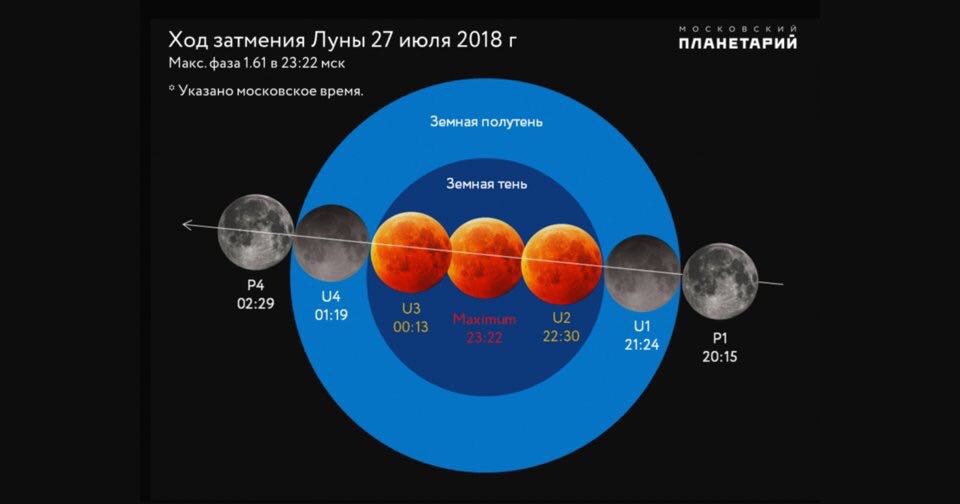 Ход затмения Луны 27 июля 2018 г
Макс. фаза 1.61 в 23:22 мск
* Указано московское время.
МОСКОВСКИЙ
ПЛАНЕТАРИЙ
Земная полутень
Земная тень
P4
02:29
U4
01:19
U3
00:13
Maximum
23:22
U2
22:30
U1
21:24
P1
20:15